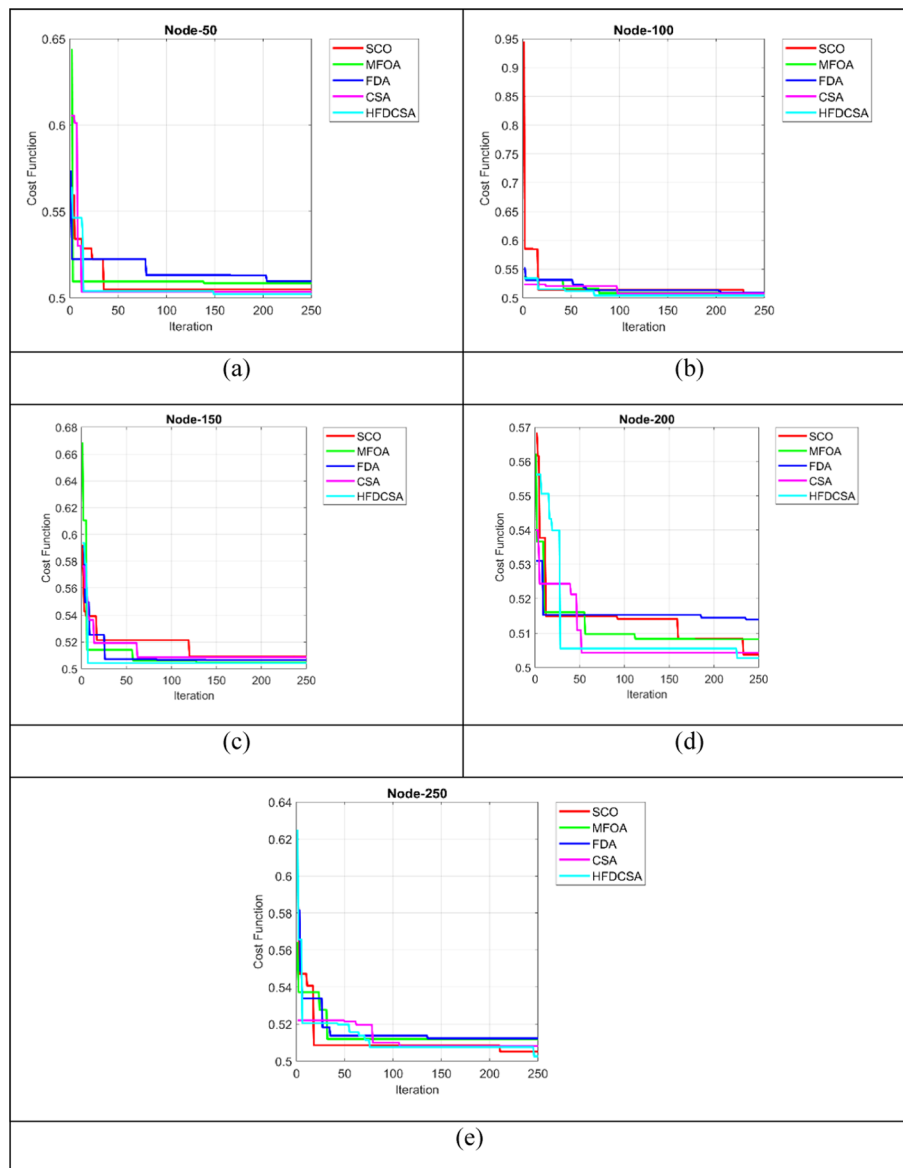 Node-50
0.65
0.6
0.55
0.5
0 50 100 150 200 250
Cost Function
Iteration
SCO
MFOA
FDA
CSA
HFDCSA
(a)
Node-100
0.95
0.9
0.85
0.8
0.75
0.7
0.65
0.6
0.55
0.5
0 50 100 150 200 250
Cost Function
Iteration
SCO
MFOA
FDA
CSA
HFDCSA
(b)
Node-150
0.68
0.66
0.64
0.62
0.6
0.58
0.56
0.54
0.52
0.5
0 50 100 150 200 250
Cost Function
Iteration
SCO
MFOA
FDA
CSA
HFDCSA
(c)
Node-200
0.57
0.56
0.55
0.54
0.53
0.52
0.51
0.5
0 50 100 150 200 250
Cost Function
Iteration
SCO
MFOA
FDA
CSA
HFDCSA
(d)
Node-250
0.64
0.62
0.6
0.58
0.56
0.54
0.52
0.5
0 50 100 150 200 250
Cost Function
Iteration
SCO
MFOA
FDA
CSA
HFDCSA
(e)